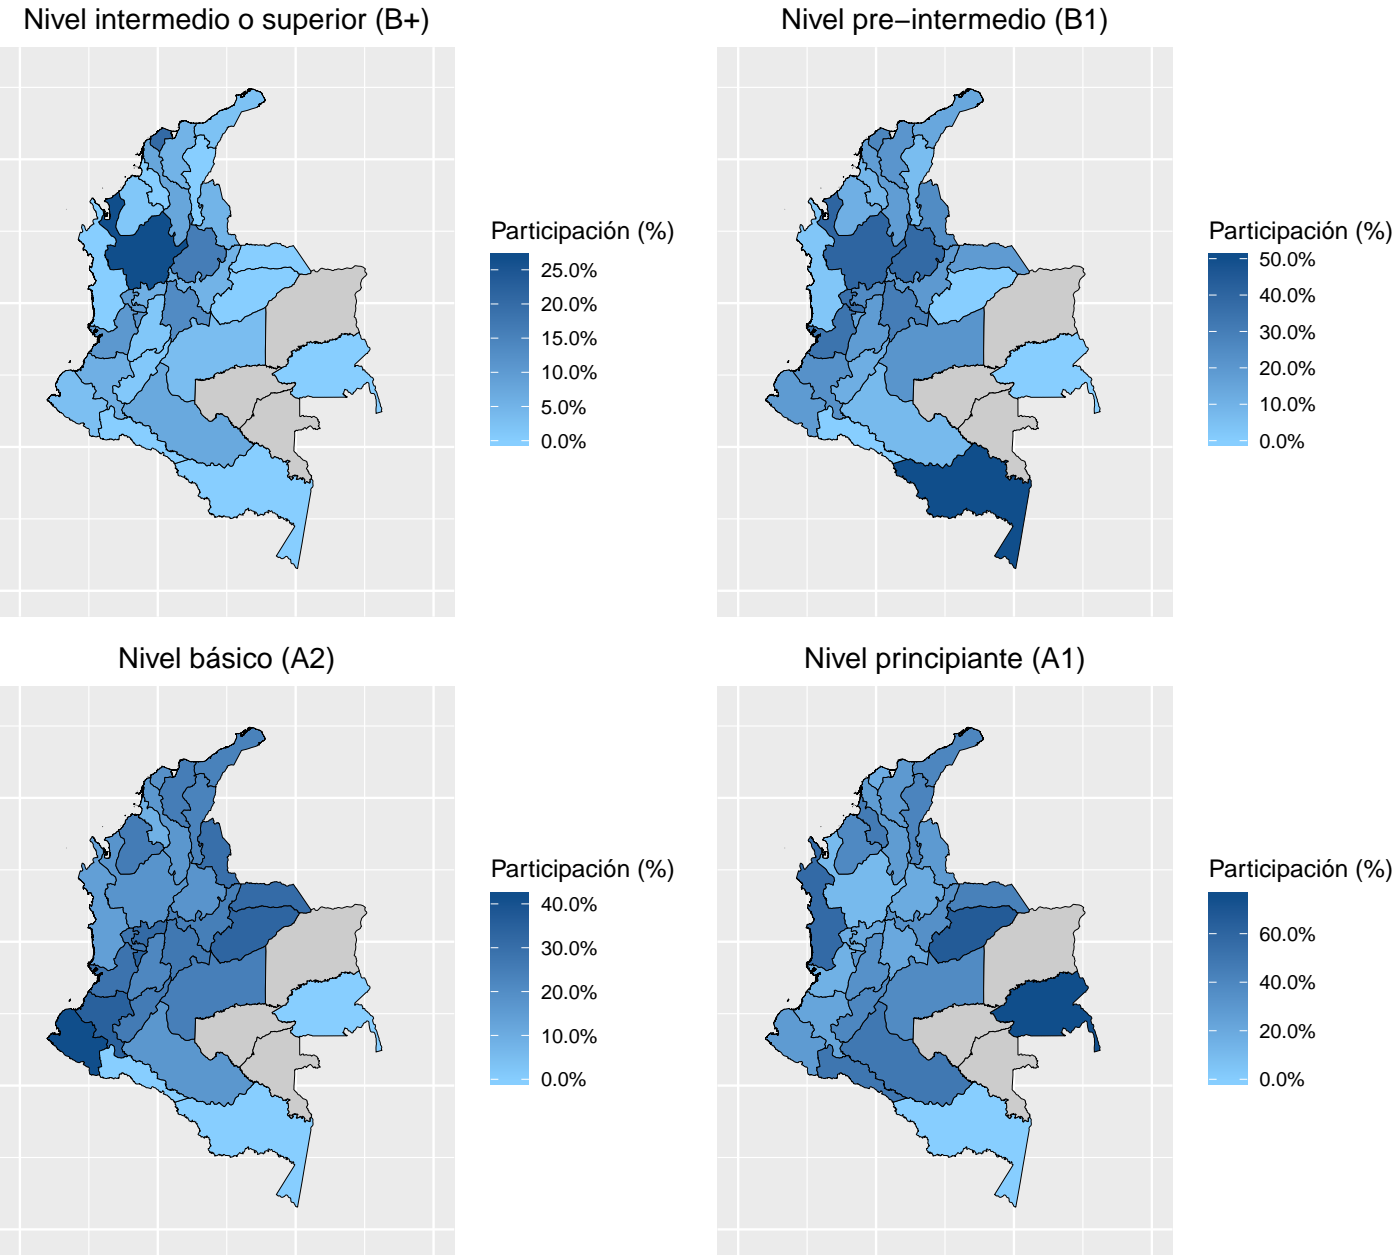 Nivel intermedio o superior (B+)
Participación (%)
25.0%
20.0%
15.0%
10.0%
5.0%
0.0%
Nivel pre−intermedio (B1)
Participación (%)
50.0%
40.0%
30.0%
20.0%
10.0%
0.0%
Nivel básico (A2)
Participación (%)
40.0%
30.0%
20.0%
10.0%
0.0%
Nivel principiante (A1)
Participación (%)
60.0%
40.0%
20.0%
0.0%